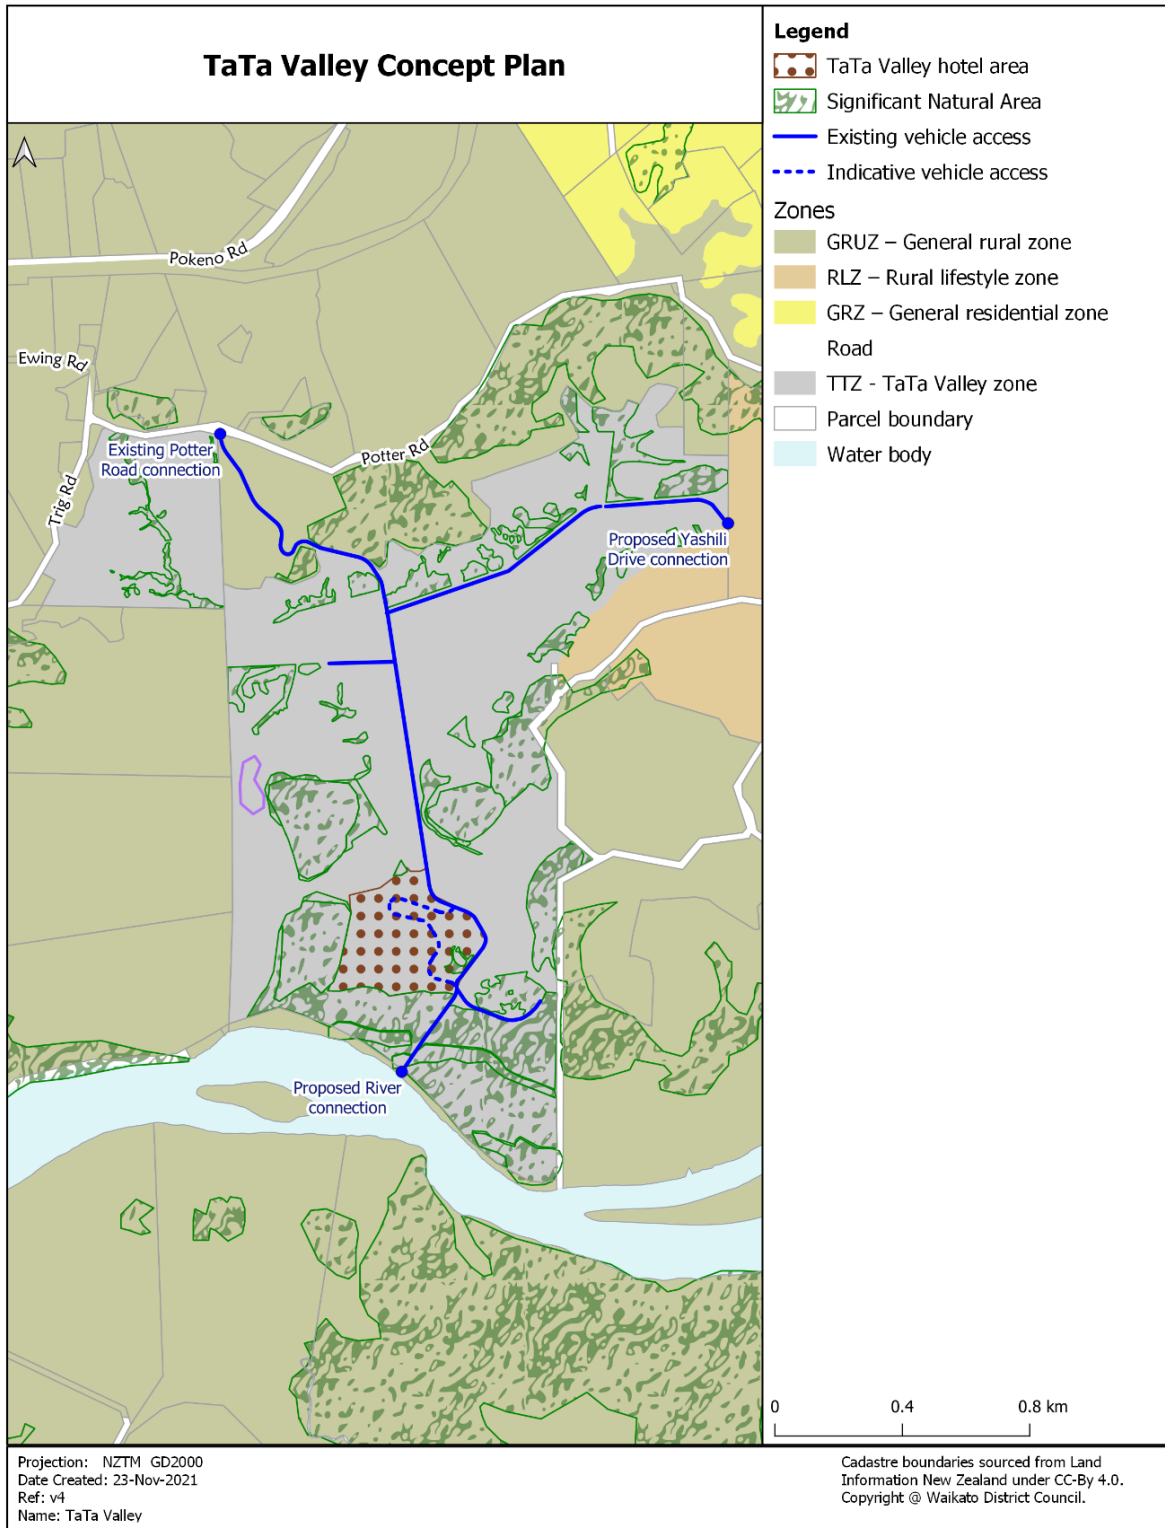 TaTa Valley Concept Plan
Legend
TaTa Valley hotel area
Significant Natural Area
Existing vehicle access
Indicative vehicle access
Zones
GRUZ – General rural zone
RLZ – Rural lifestyle zone
GRZ – General residential zone
Road
TTZ - TaTa Valley zone
Parcel boundary
Water body
Pokeno Rd
Ewing Rd
Trig Rd
Existing Potter
Road connection
Potter Rd
Proposed Yashili
Drive connection
Proposed River
connection
0 0.4 0.8 km
Projection: NZTM GD2000
Date Created: 23-Nov-2021
Ref: v4
Name: TaTa Valley
Cadastre boundaries sourced from Land
Information New Zealand under CC-By 4.0.
Copyright @ Waikato District Council.